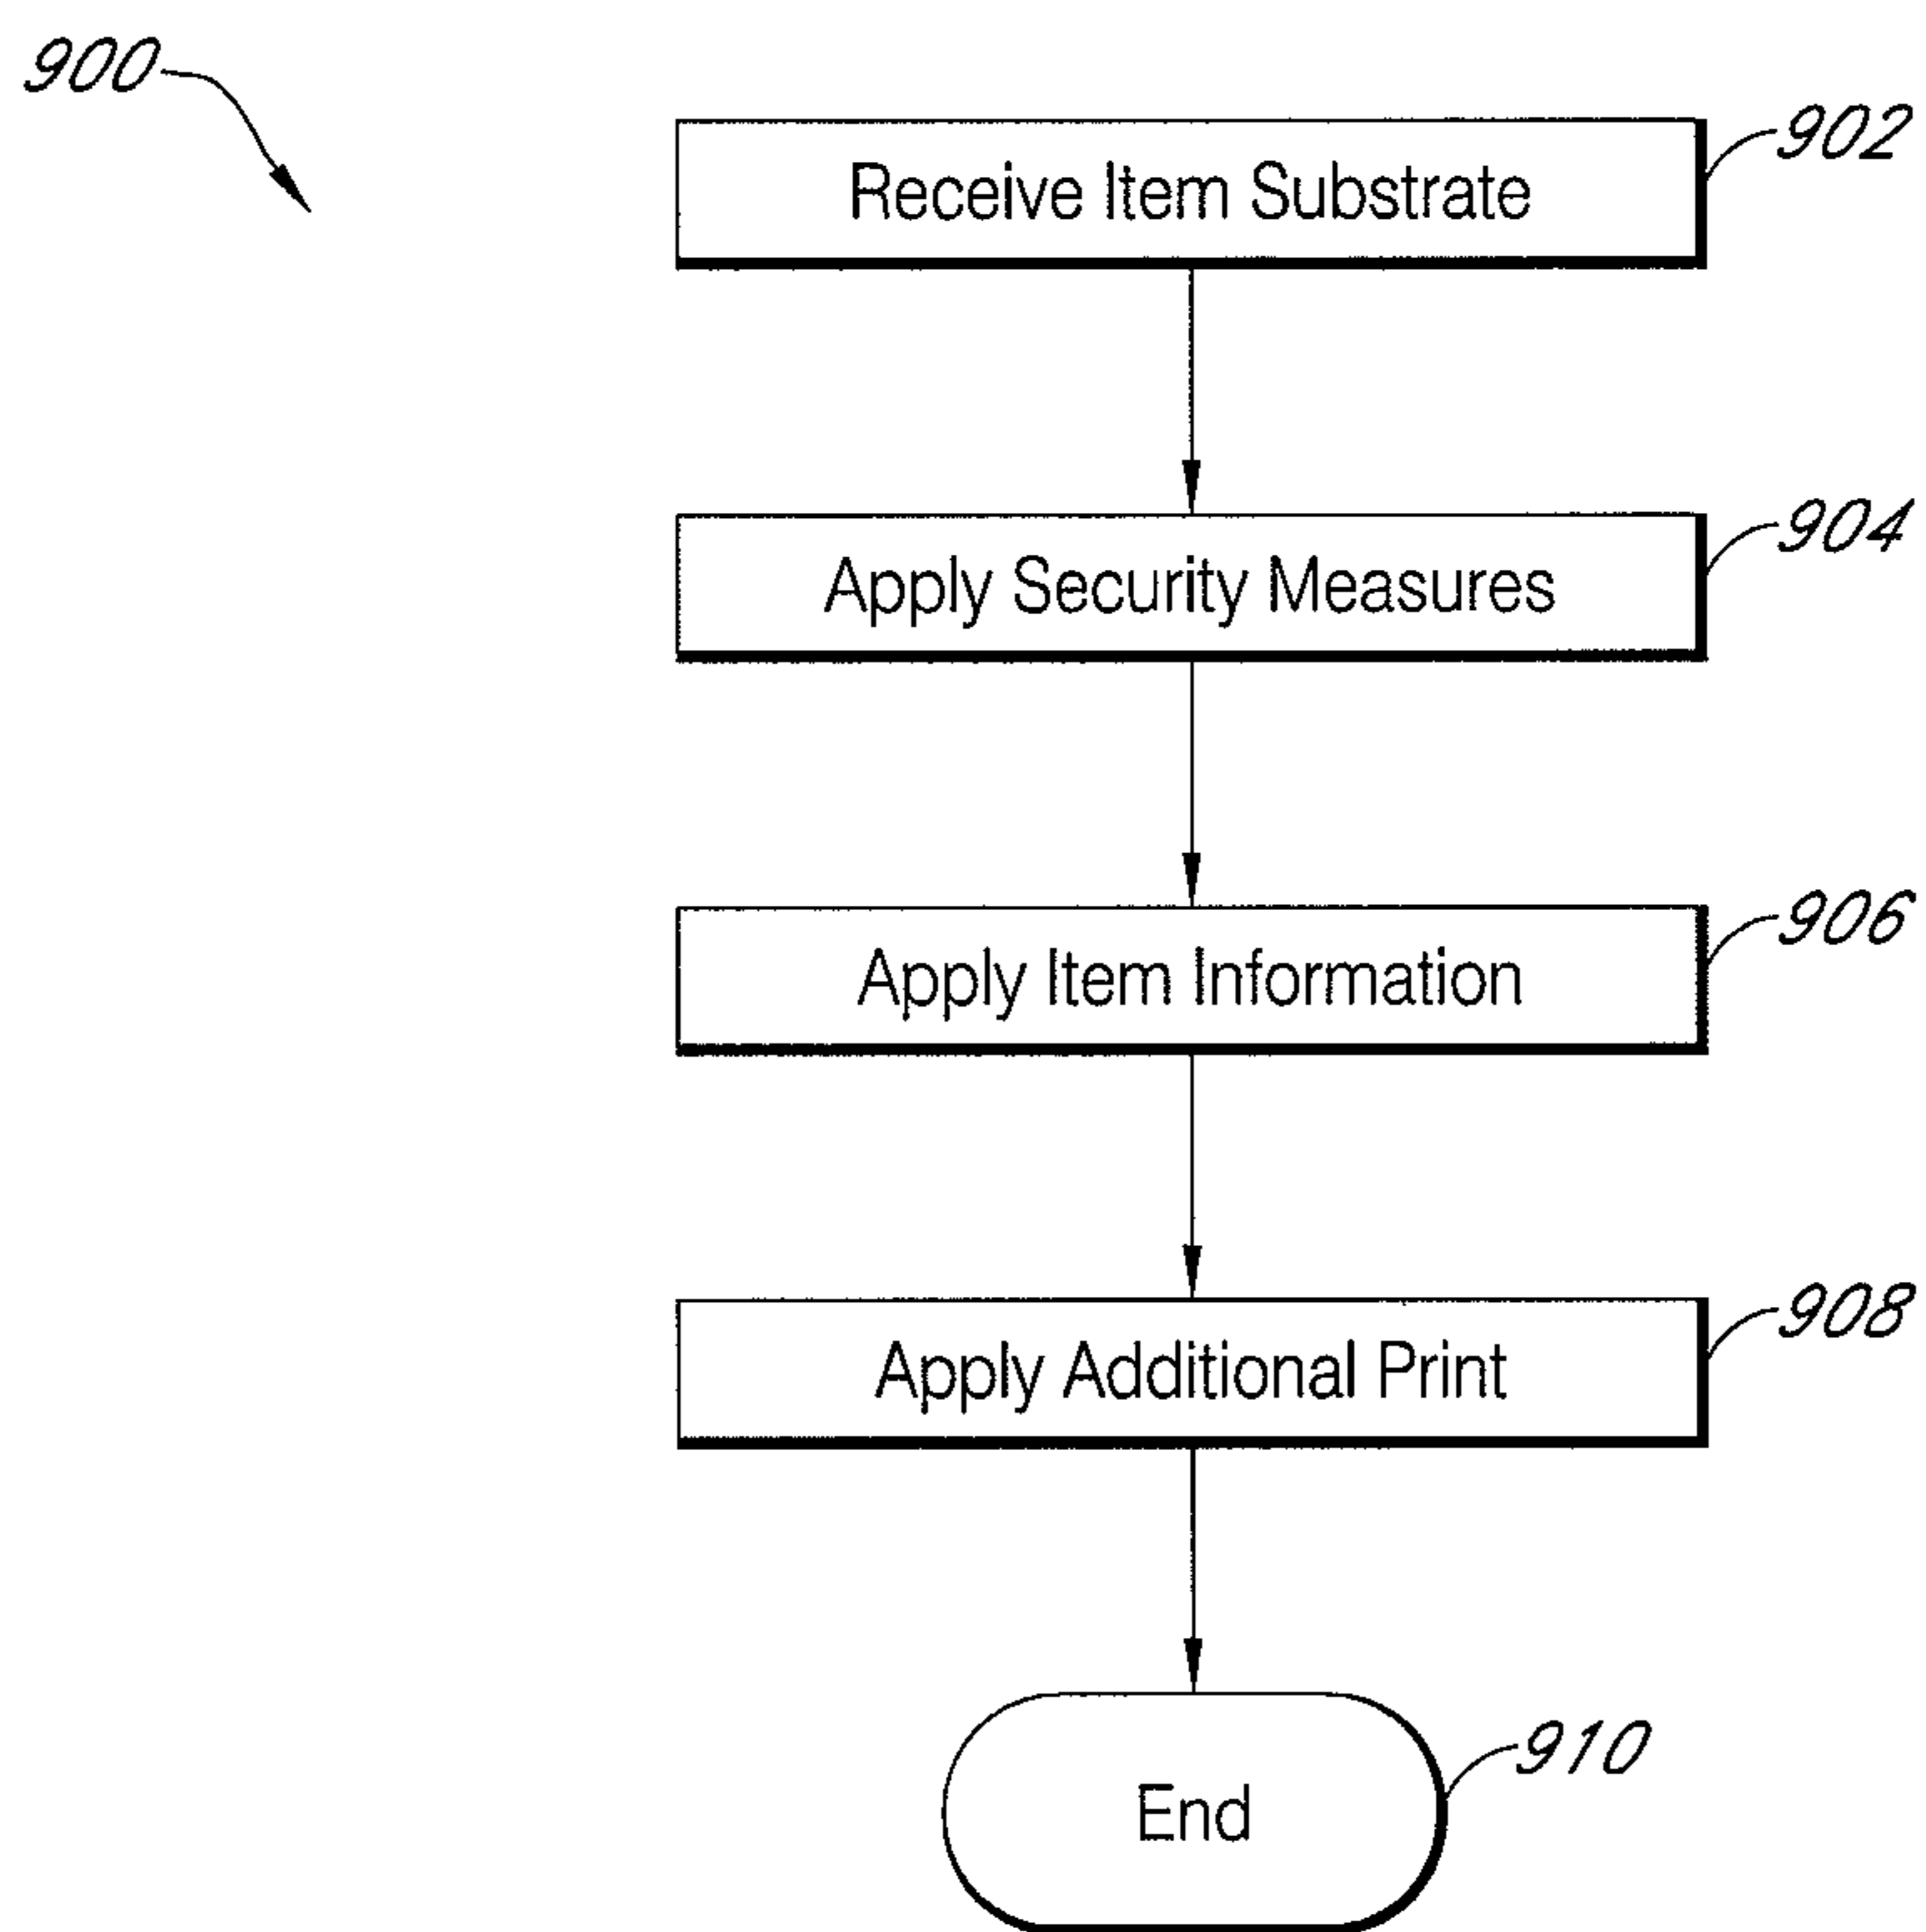 900
Receive Item Substrate
902
Apply Security Measures
904
Apply Item Information
906
Apply Additional Print
908
End
910